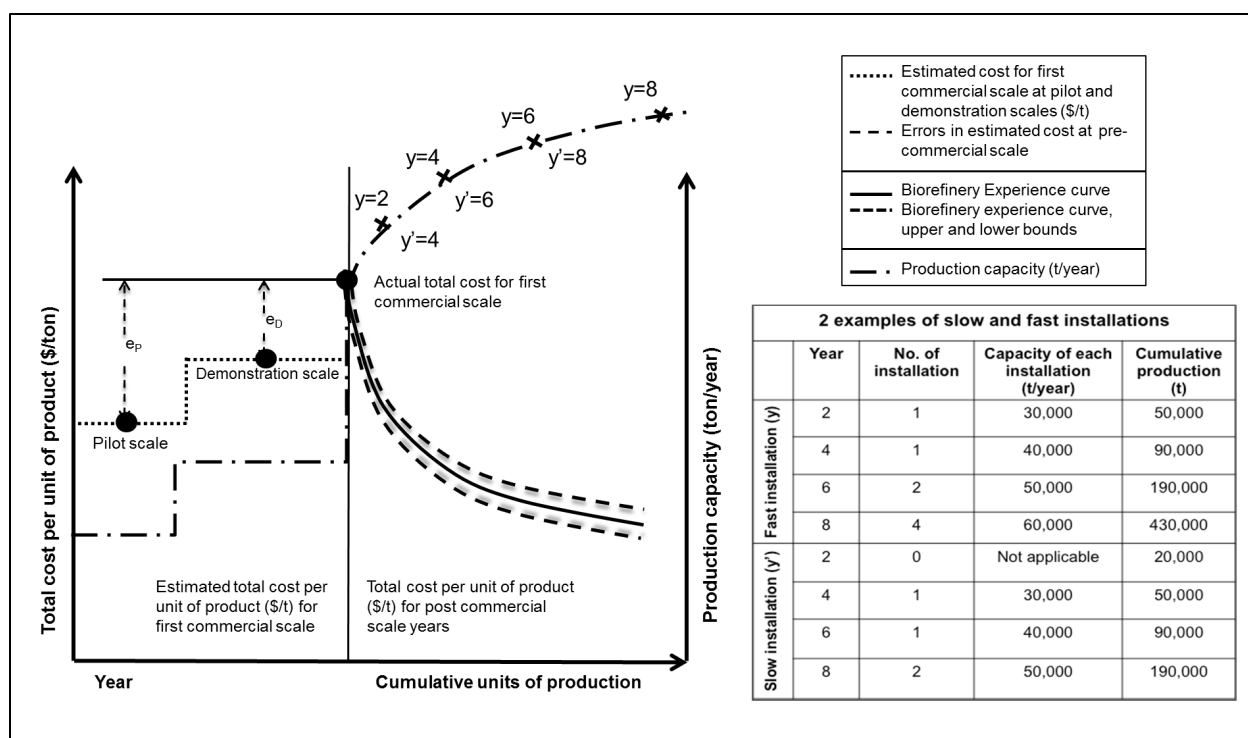 y=8
y=6
y'=8
y=4
y'=6
y=2
y'=4
Actual total cost for first
commercial scale
eP
eD
Demonstration scale
Pilot scale
Estimated total cost per
unit of product ($/t) for
first commercial scale
Total cost per unit of product
($/t) for post commercial
scale years
Total cost per unit of product ($/ton)
Production capacity (ton/year)
Year
Cumulative units of production
Estimated cost for first
commercial scale at pilot and
demonstration scales ($/t)
Errors in estimated cost at pre-
commercial scale
Biorefinery Experience curve
Biorefinery experience curve,
upper and lower bounds
Production capacity (t/year)
2 examples of slow and fast installations
Year No. of installation Capacity of each installation (t/year) Cumulative production (t)
Fast installation (y)
2 1 30,000 50,000
4 1 40,000 90,000
6 2 50,000 190,000
8 4 60,000 430,000
Slow installation (y')
2 0 Not applicable 20,000
4 1 30,000 50,000
6 1 40,000 90,000
8 2 50,000 190,000